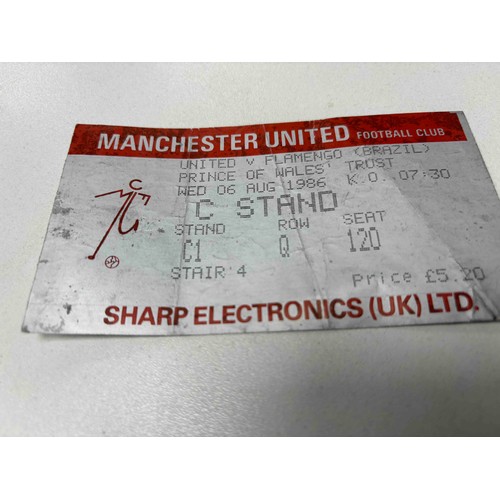 MANCHESTER UNITED FOOTBALL CLUB
UNITED V FLAMENGO (BRAZIL)
PRINCE OF WALES' TRUST
WED 06 AUG 1986 K.O. 07:30
C STAND
STAND ROW SEAT
C1 Q 120
STAIR 4
Price £5.20
SHARP ELECTRONICS (UK) LTD.